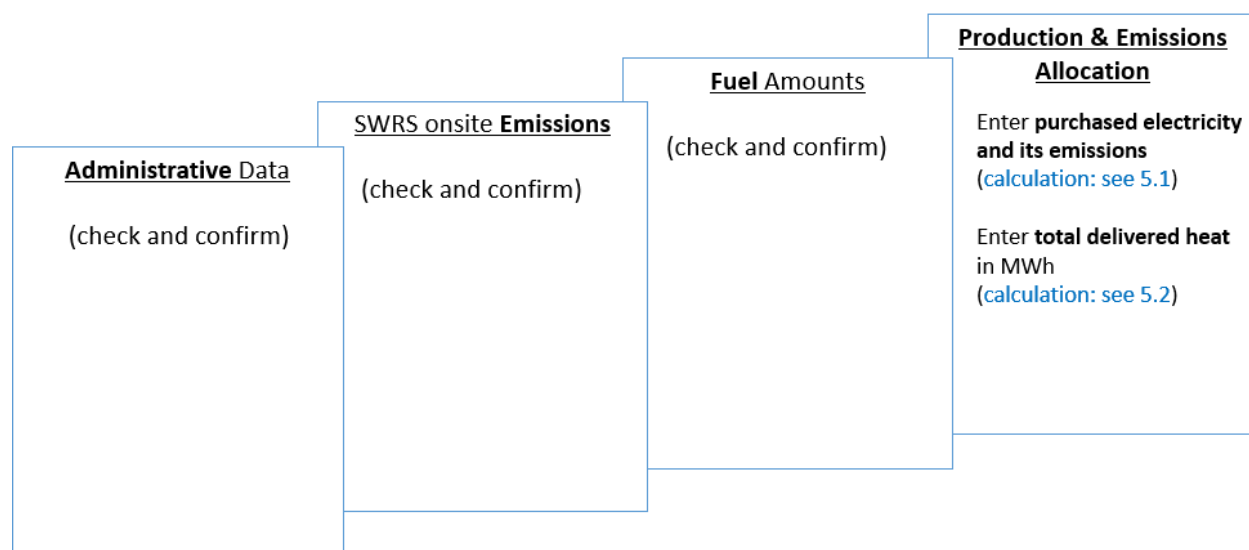 Administrative Data
(check and confirm)
SWRS onsite Emissions
(check and confirm)
Fuel Amounts
(check and confirm)
Production & Emissions
Allocation
Enter purchased electricity
and its emissions
(calculation: see 5.1)
Enter total delivered heat
in MWh
(calculation: see 5.2)